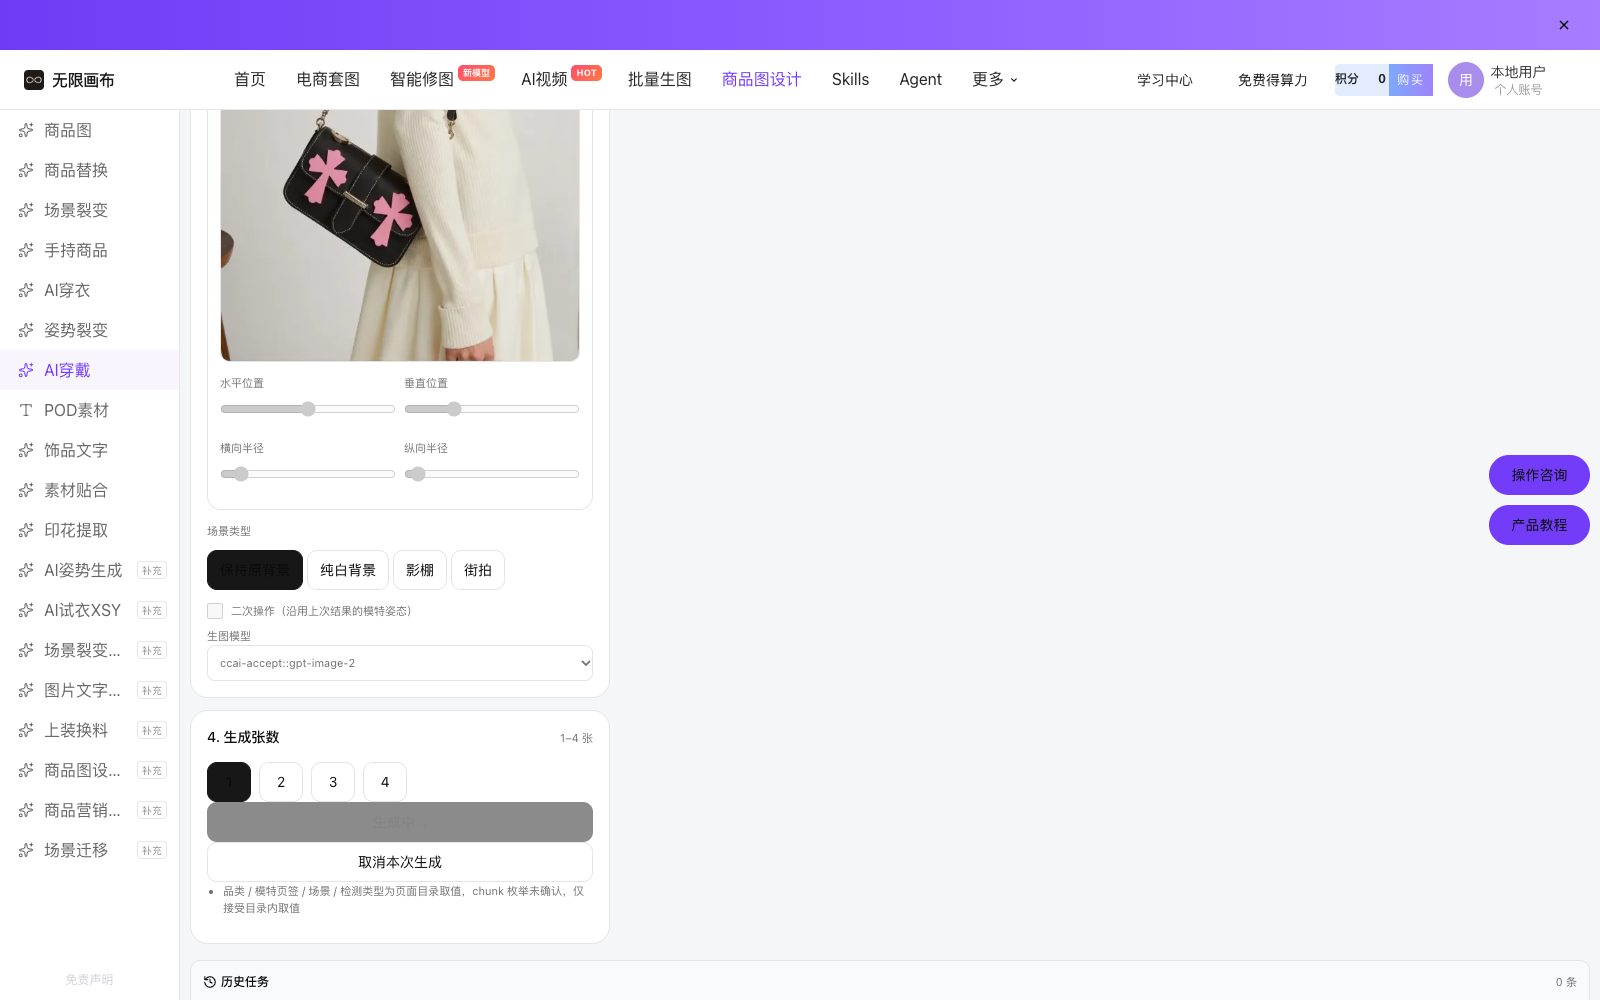 无限画布
首页
电商套图
智能修图
新模型
AI视频
HOT
批量生图
商品图设计
Skills
Agent
更多
学习中心
免费得算力
积分 0
购买
用
本地用户
个人账号
商品图
商品替换
场景裂变
手持商品
AI穿衣
姿势裂变
AI穿戴
POD素材
饰品文字
素材贴合
印花提取
AI姿势生成 补充
AI试衣XSY 补充
场景裂变... 补充
图片文字... 补充
上装换料 补充
商品图设... 补充
商品营销... 补充
场景迁移 补充
免责声明
水平位置
垂直位置
横向半径
纵向半径
场景类型
保持原背景
纯白背景
影棚
街拍
二次操作（沿用上次结果的模特姿态）
生图模型
ccai-accept::gpt-image-2
4. 生成张数
1–4 张
1
2
3
4
生成中...
取消本次生成
品类 / 模特页签 / 场景 / 检测类型为页面目录取值，chunk 枚举未确认，仅
接受目录内取值
历史任务
0 条
操作咨询
产品教程